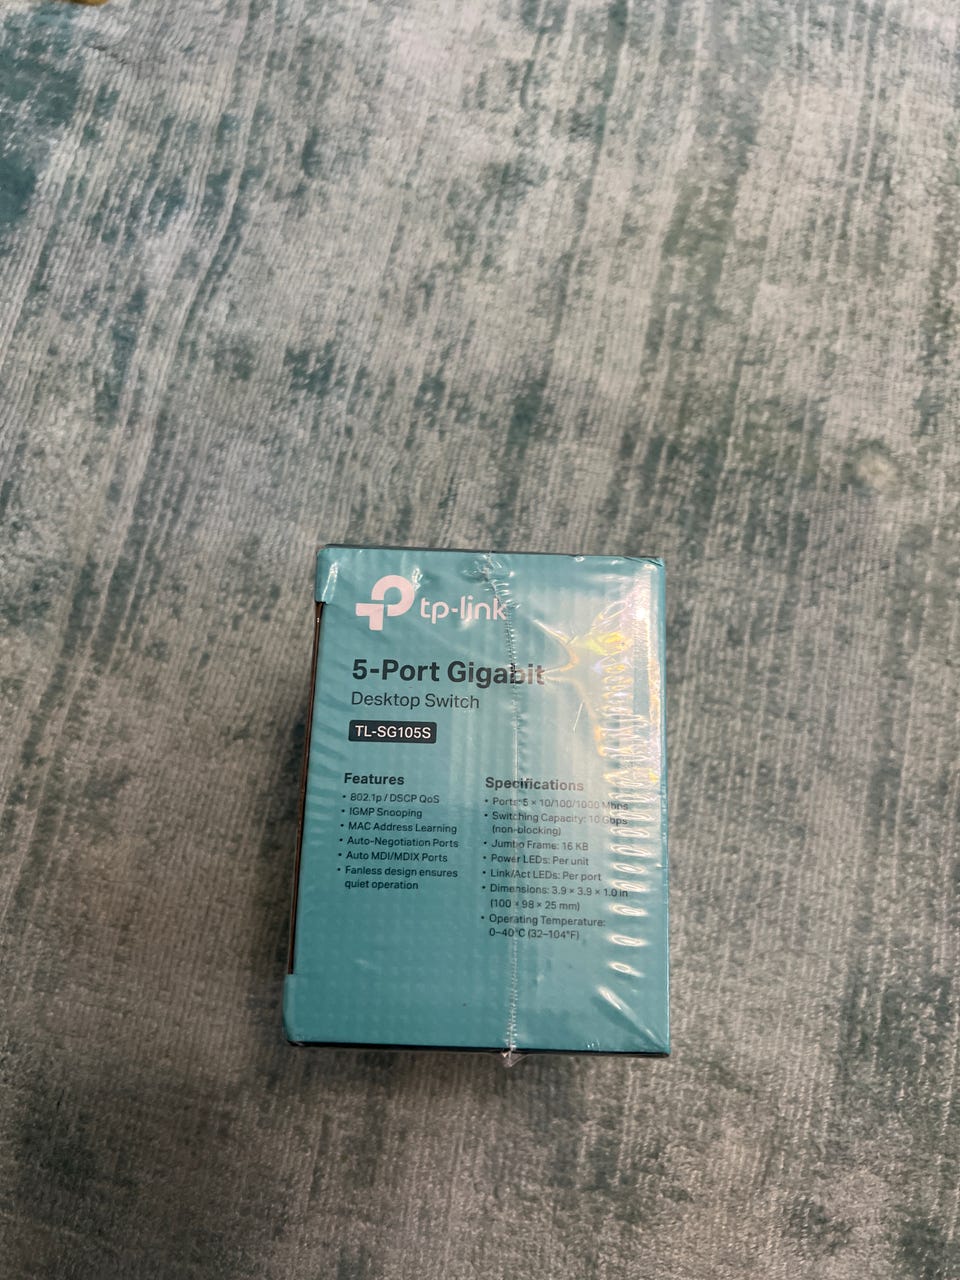 tp-link
5-Port Gigabit
Desktop Switch
TL-SG105S
Features
• 802.1p / DSCP QoS
• IGMP Snooping
• MAC Address Learning
• Auto-Negotiation Ports
• Auto MDI/MDIX Ports
• Fanless design ensures
quiet operation
Specifications
• Ports: 5 × 10/100/1000 Mbps
• Switching Capacity: 10 Gbps
(non-blocking)
• Jumbo Frame: 16 KB
• Power LEDs: Per unit
• Link/Act LEDs: Per port
• Dimensions: 3.9 × 3.9 × 1.0 in
(100 × 98 × 25 mm)
• Operating Temperature:
0–40°C (32–104°F)